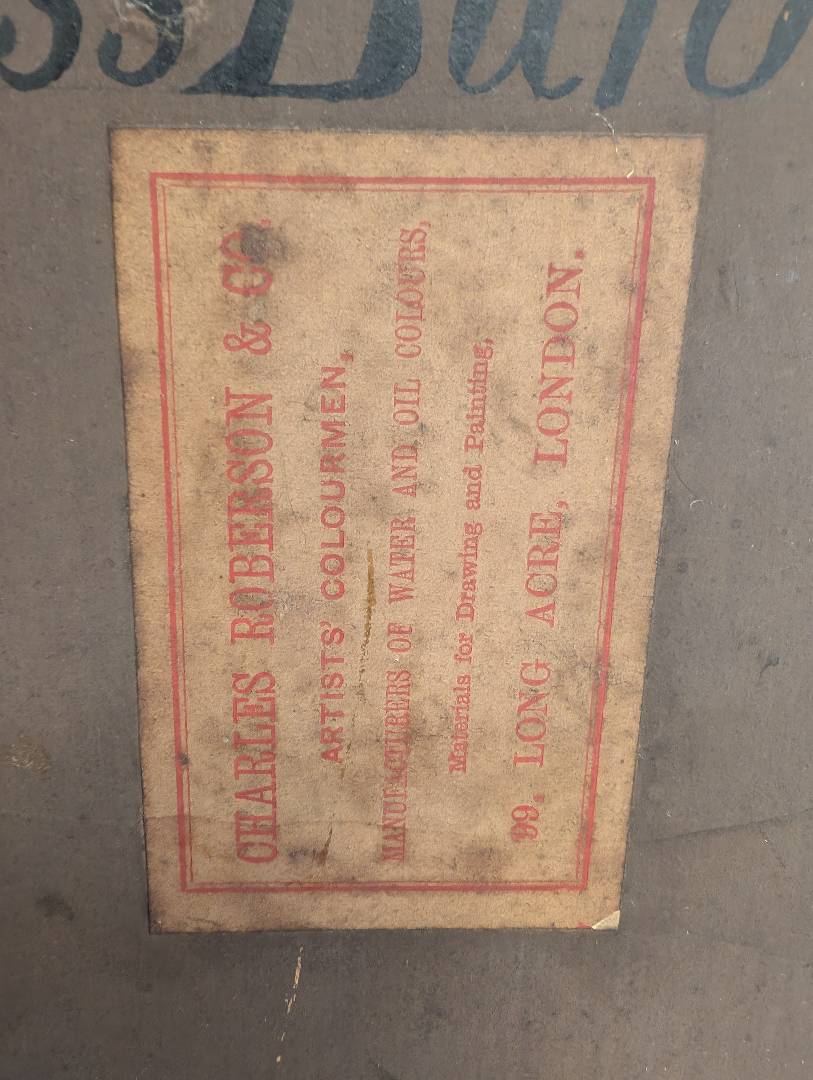 CHARLES ROBERSON & CO.
ARTISTS' COLOURMEN,
MANUFACTURERS OF WATER AND OIL COLOURS,
Materials for Drawing and Painting,
99, LONG ACRE, LONDON.